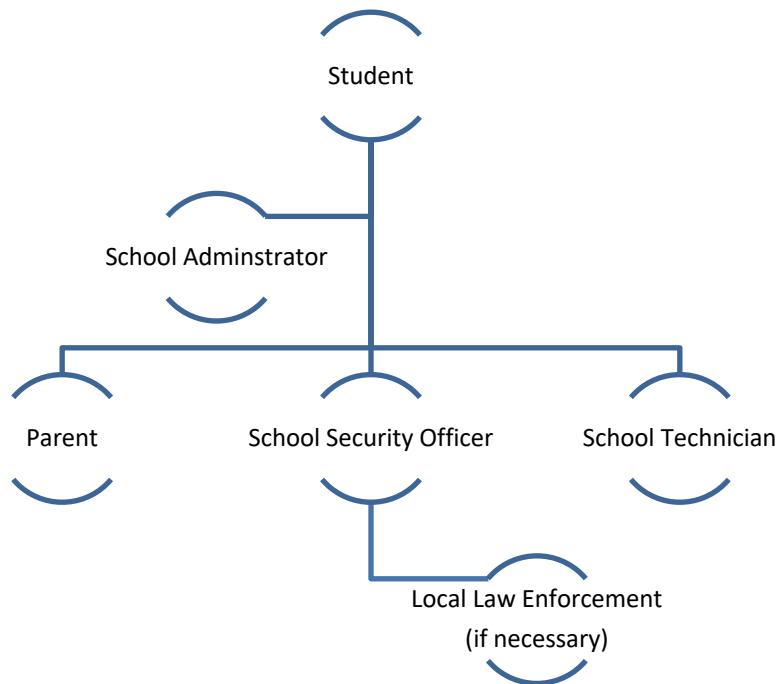 Student
School Adminstrator
Parent
School Security Officer
School Technician
Local Law Enforcement
(if necessary)